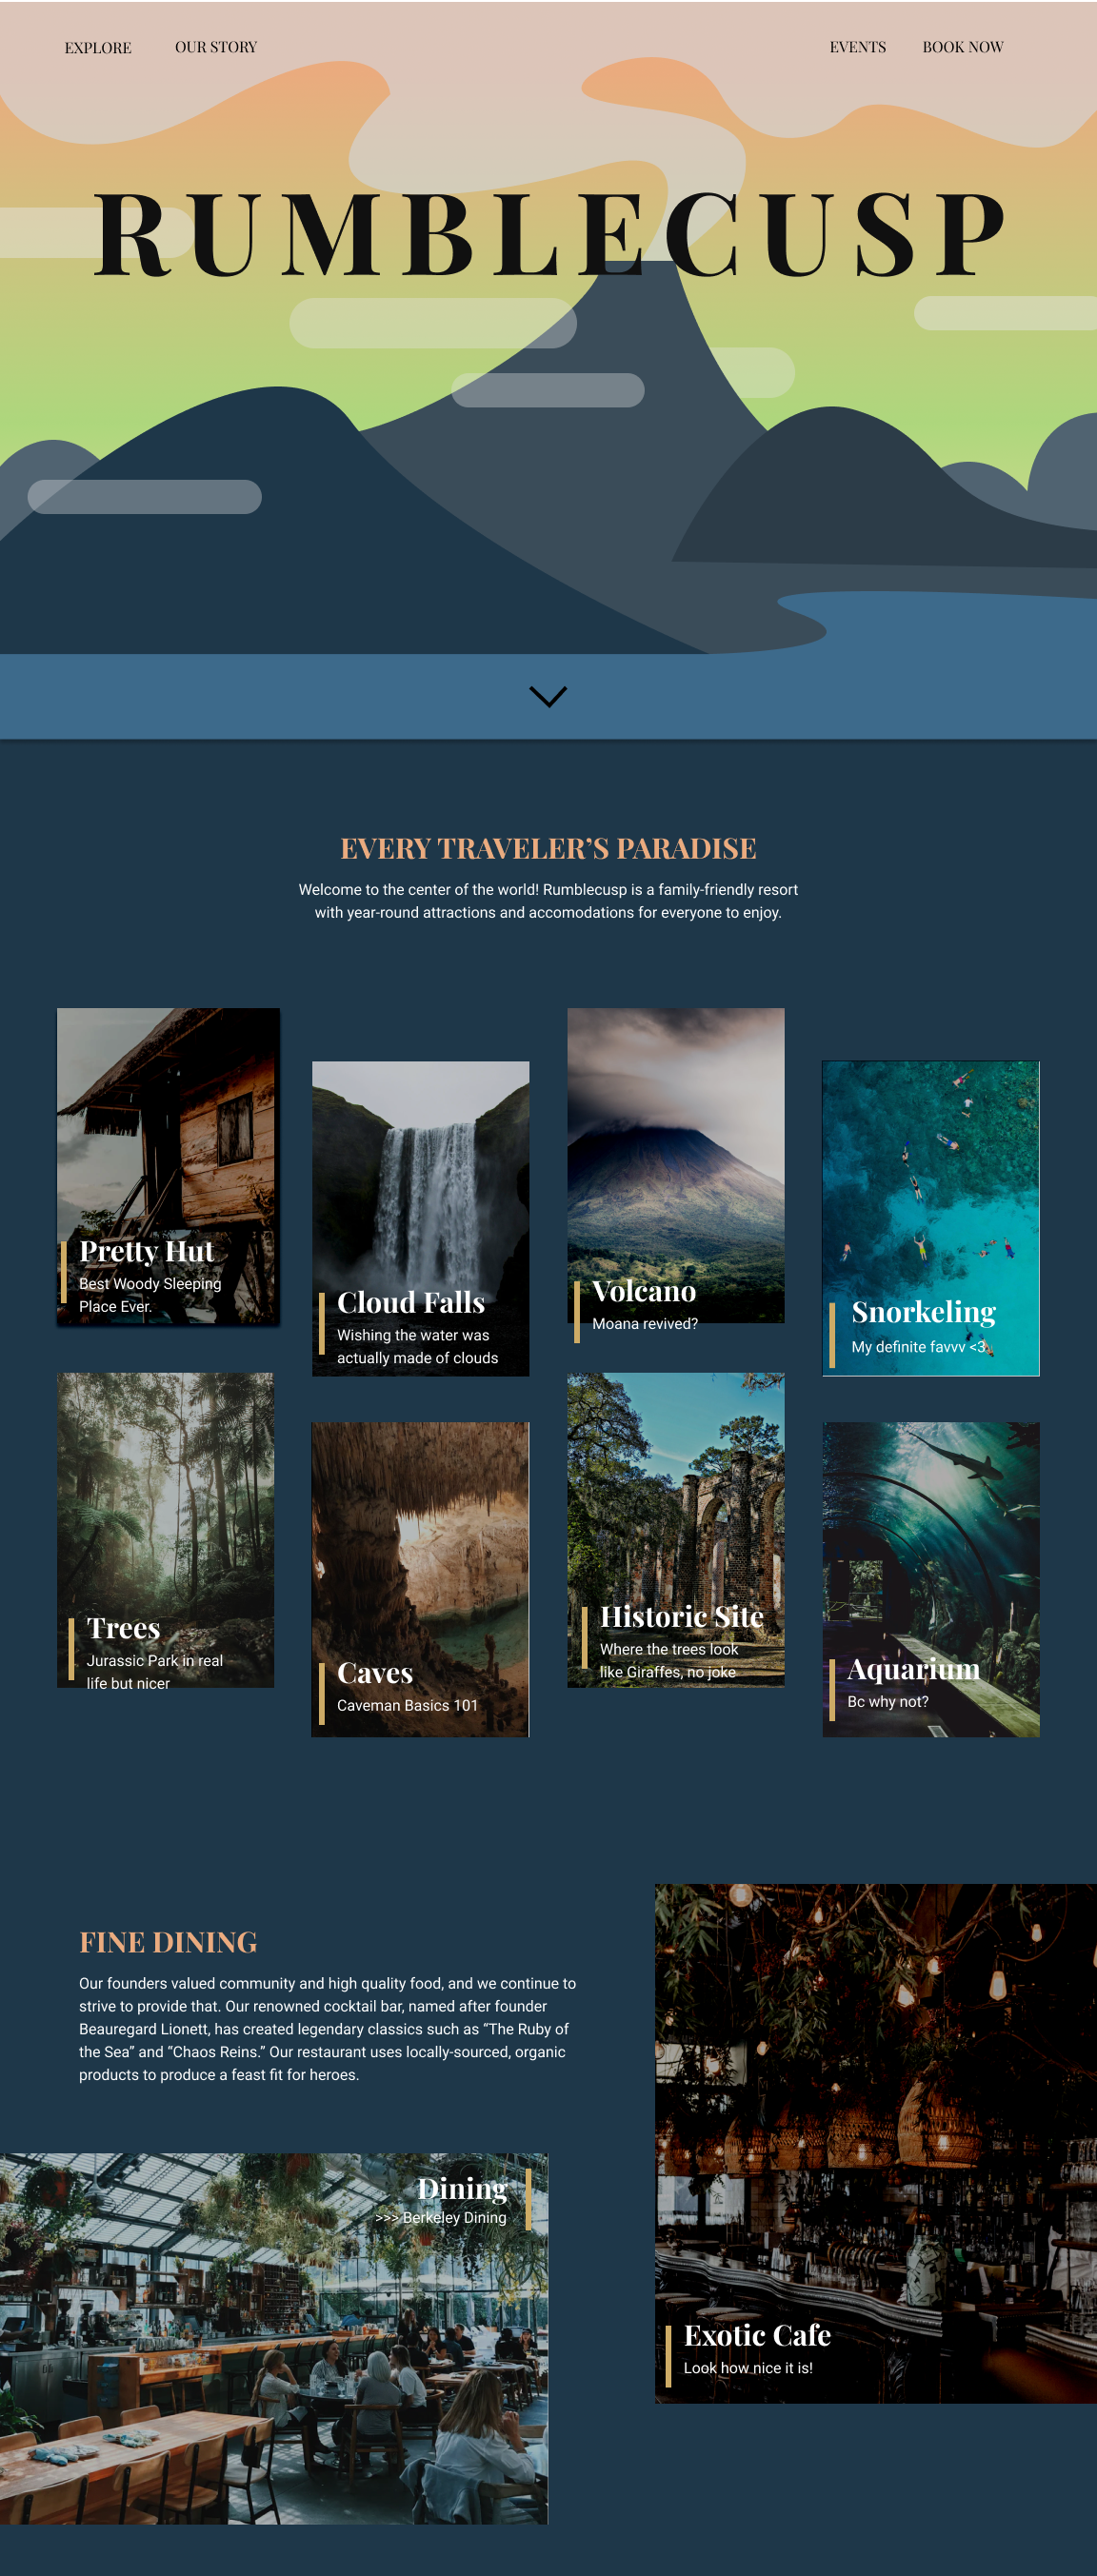 EXPLORE
OUR STORY
EVENTS
BOOK NOW
RUMBLECUSP
EVERY TRAVELER’S PARADISE
Welcome to the center of the world! Rumblecusp is a family-friendly resort
with year-round attractions and accomodations for everyone to enjoy.
Pretty Hut
Best Woody Sleeping
Place Ever.
Cloud Falls
Wishing the water was
actually made of clouds
Volcano
Moana revived?
Snorkeling
My definite favvv <3
Trees
Jurassic Park in real
life but nicer
Caves
Caveman Basics 101
Historic Site
Where the trees look
like Giraffes, no joke
Aquarium
Bc why not?
FINE DINING
Our founders valued community and high quality food, and we continue to
strive to provide that. Our renowned cocktail bar, named after founder
Beauregard Lionett, has created legendary classics such as “The Ruby of
the Sea” and “Chaos Reins.” Our restaurant uses locally-sourced, organic
products to produce a feast fit for heroes.
Dining
>>> Berkeley Dining
Exotic Cafe
Look how nice it is!